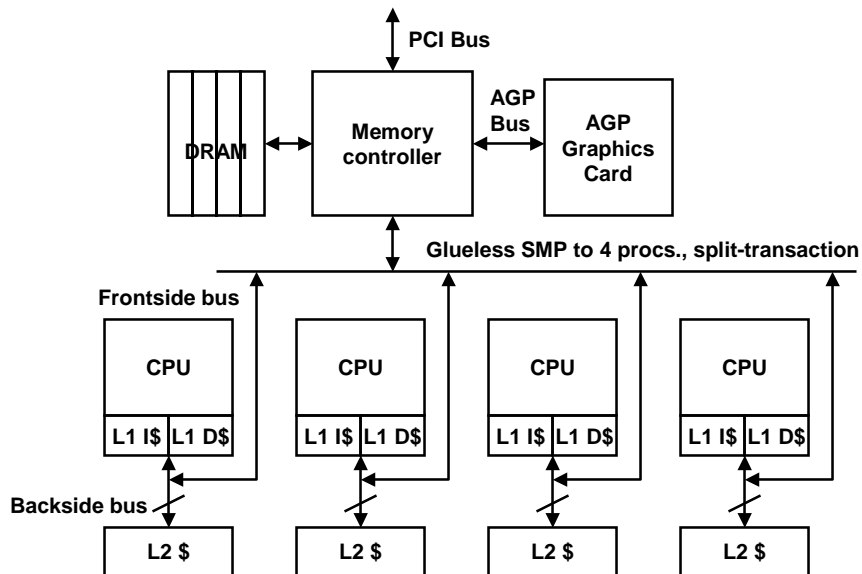 PCI Bus
DRAM
Memory
controller
AGP
Bus
AGP
Graphics
Card
Glueless SMP to 4 procs., split-transaction
Frontside bus
CPU
CPU
CPU
CPU
L1 I$ L1 D$
L1 I$ L1 D$
L1 I$ L1 D$
L1 I$ L1 D$
Backside bus
L2 $
L2 $
L2 $
L2 $